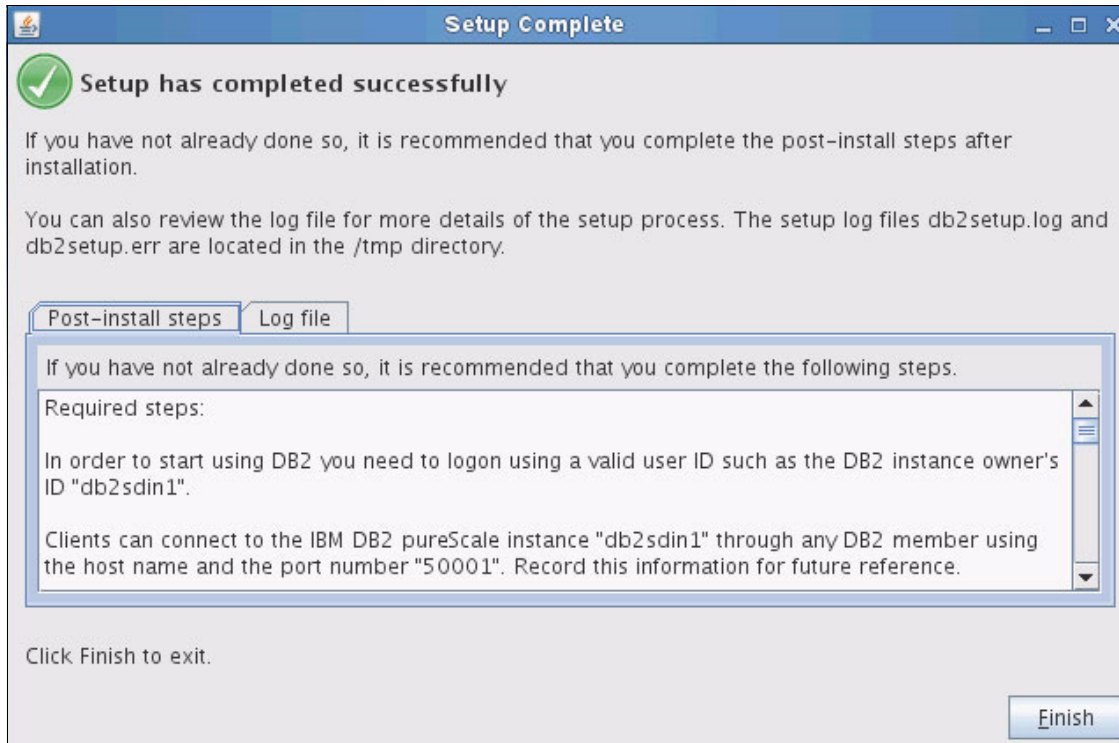 Setup Complete
Setup has completed successfully
If you have not already done so, it is recommended that you complete the post-install steps after
installation.
You can also review the log file for more details of the setup process. The setup log files db2setup.log and
db2setup.err are located in the /tmp directory.
Post-install steps
Log file
If you have not already done so, it is recommended that you complete the following steps.
Required steps:
In order to start using DB2 you need to logon using a valid user ID such as the DB2 instance owner's
ID "db2sdin1".
Clients can connect to the IBM DB2 pureScale instance "db2sdin1" through any DB2 member using
the host name and the port number "50001". Record this information for future reference.
Click Finish to exit.
Finish